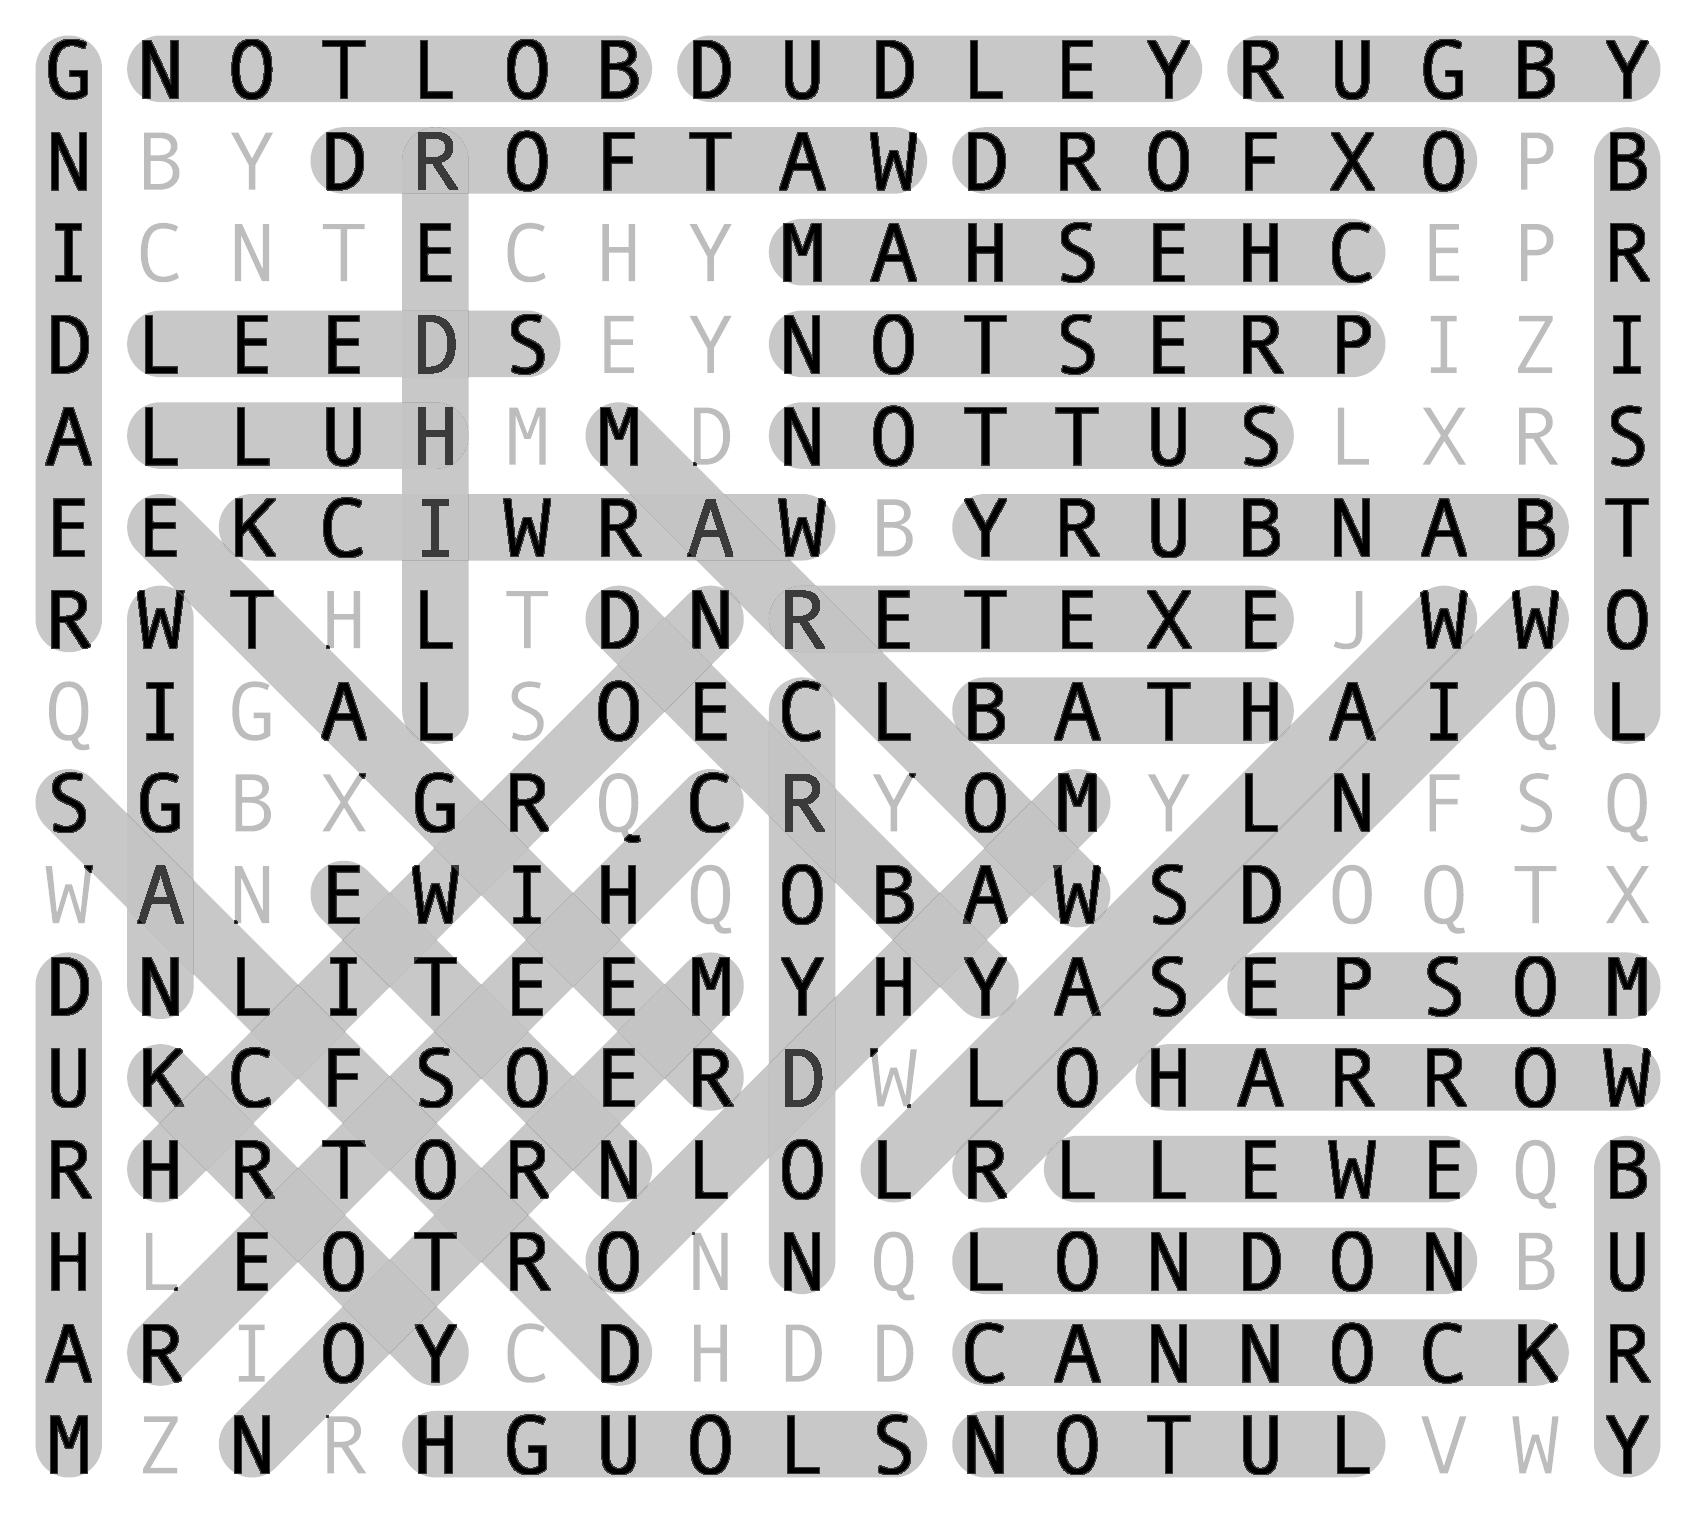 G N O T L O B D U D L E Y R U G B Y
N B Y D R O F T A W D R O F X O P B
I C N T E C H Y M A H S E H C E P R
D L E E D S E Y N O T S E R P I Z I
A L L U H M M D N O T T U S L X R S
E E K C I W R A W B Y R U B N A B T
R W T H L T D N R E T E X E J W W O
Q I G A L S O E C L B A T H A I Q L
S G B X G R Q C R Y O M Y L N F S Q
W A N E W I H Q O B A W S D O Q T X
D N L I T E E M Y H Y A S E P S O M
U K C F S O E R D W L O H A R R O W
R H R T O R N L O L R L L E W E Q B
H L E O T R O N N Q L O N D O N B U
A R I O Y C D H D D C A N N O C K R
M Z N R H G U O L S N O T U L V W Y